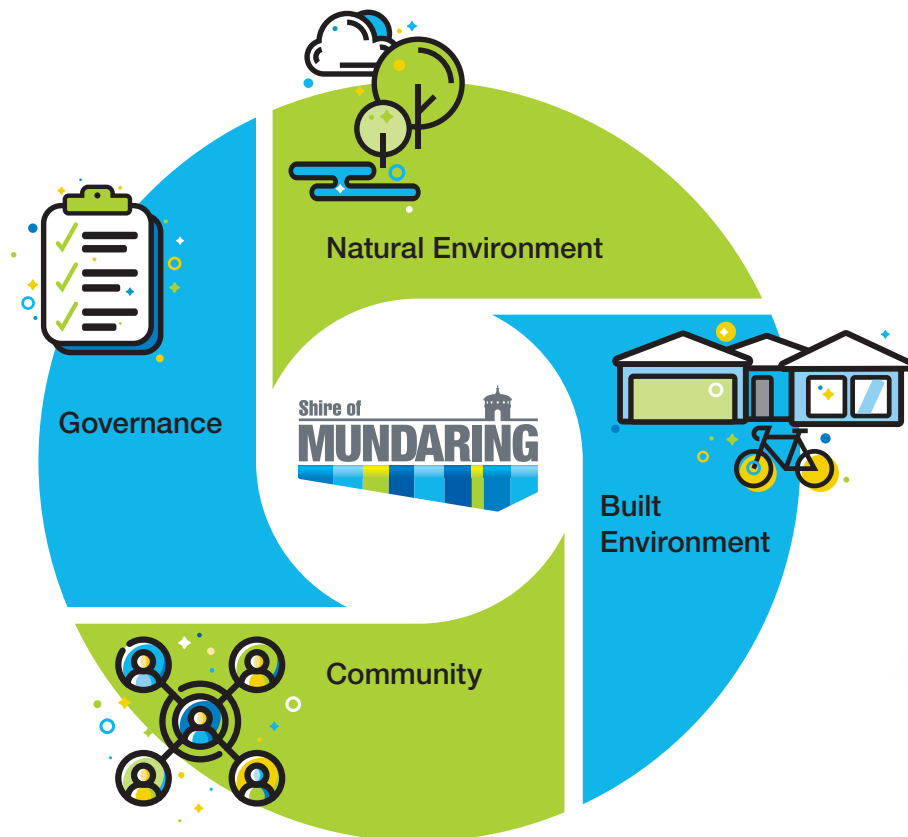 Natural Environment
Governance
Shire of
MUNDARING
Built
Environment
Community